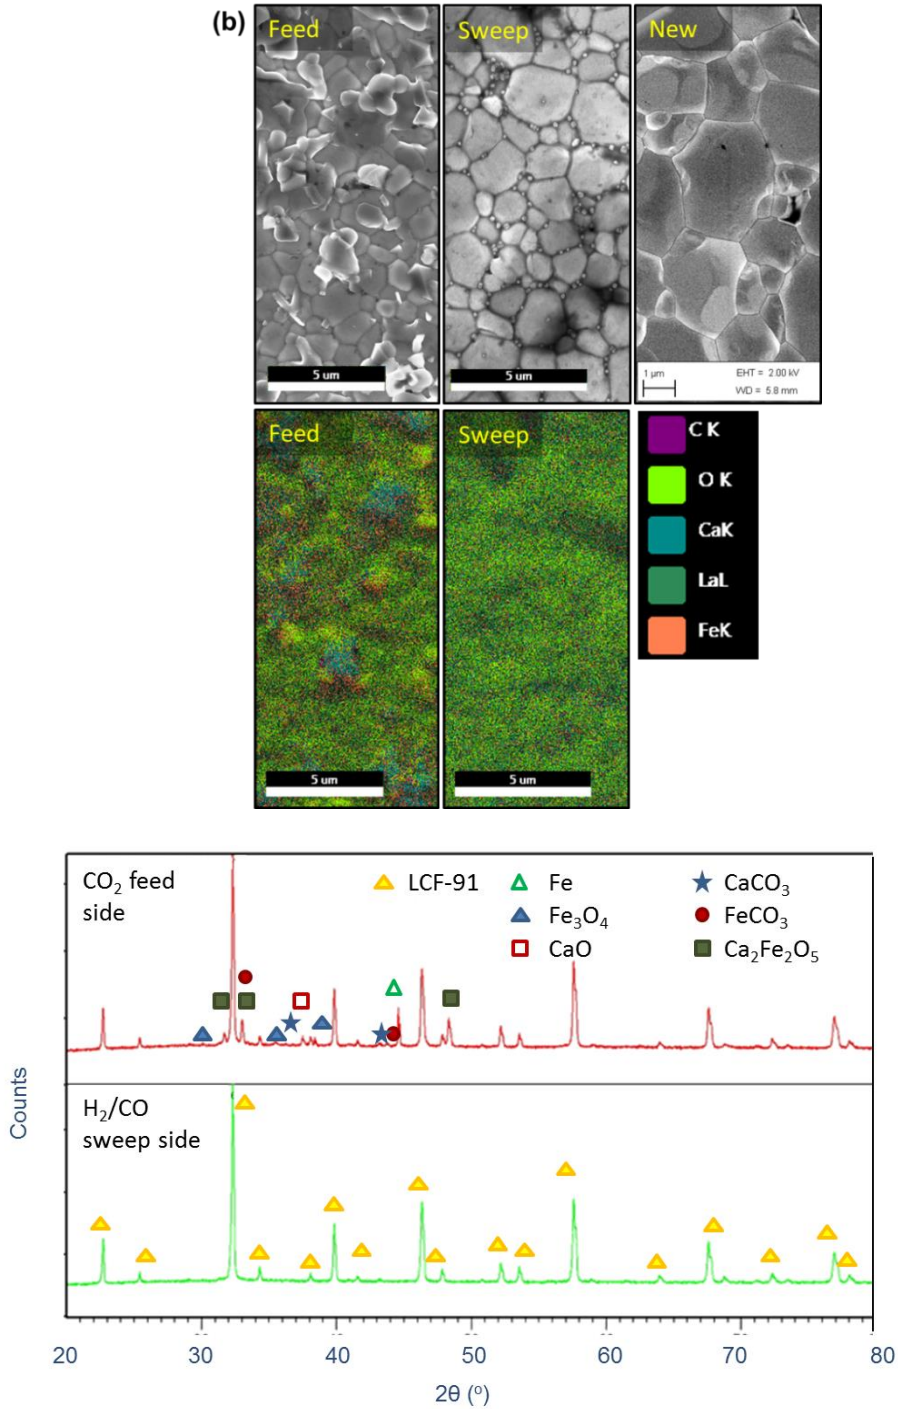 (b)
Feed
Sweep
New
5 um
5 um
1 µm
EHT = 2.00 kV
WD = 5.8 mm
Feed
Sweep
C K
O K
CaK
LaL
FeK
5 um
5 um
CO₂ feed
side
LCF-91
Fe
CaCO₃
Fe₃O₄
FeCO₃
CaO
Ca₂Fe₂O₅
H₂/CO
sweep side
Counts
20
30
40
50
60
70
80
2θ (º)